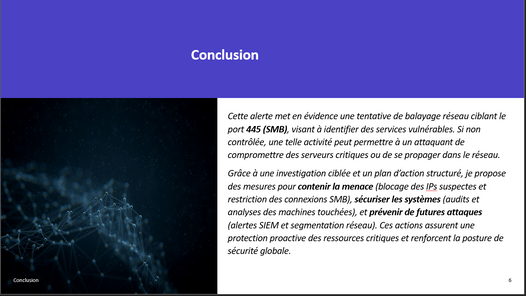 Conclusion
Cette alerte met en évidence une tentative de balayage réseau ciblant le
port 445 (SMB), visant à identifier des services vulnérables. Si non
contrôlée, une telle activité peut permettre à un attaquant de
compromettre des serveurs critiques ou de se propager dans le réseau.
Grâce à une investigation ciblée et un plan d'action structuré, je propose
des mesures pour contenir la menace (blocage des IPs suspectes et
restriction des connexions SMB), sécuriser les systèmes (audits et
analyses des machines touchées), et prévenir de futures attaques
(alertes SIEM et segmentation réseau). Ces actions assurent une
protection proactive des ressources critiques et renforcent la posture de
sécurité globale.
Conclusion
6